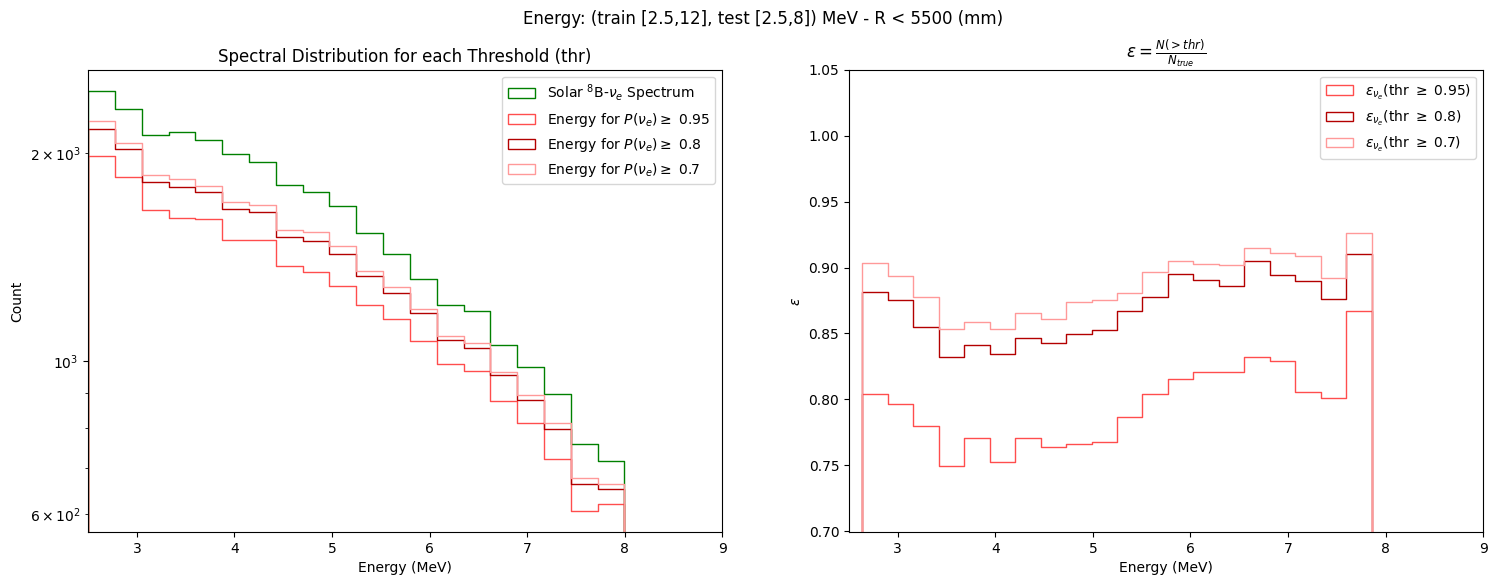 Energy: (train [2.5,12], test [2.5,8]) MeV - R < 5500 (mm)
Spectral Distribution for each Threshold (thr)
Solar ⁸B-νₑ Spectrum
Energy for P(νₑ) ≥ 0.95
Energy for P(νₑ) ≥ 0.8
Energy for P(νₑ) ≥ 0.7
Count
2 × 10³
10³
6 × 10²
3 4 5 6 7 8 9
Energy (MeV)
ε = N(>thr)/N_true
ε_νₑ(thr ≥ 0.95)
ε_νₑ(thr ≥ 0.8)
ε_νₑ(thr ≥ 0.7)
ε
1.05
1.00
0.95
0.90
0.85
0.80
0.75
0.70
3 4 5 6 7 8 9
Energy (MeV)